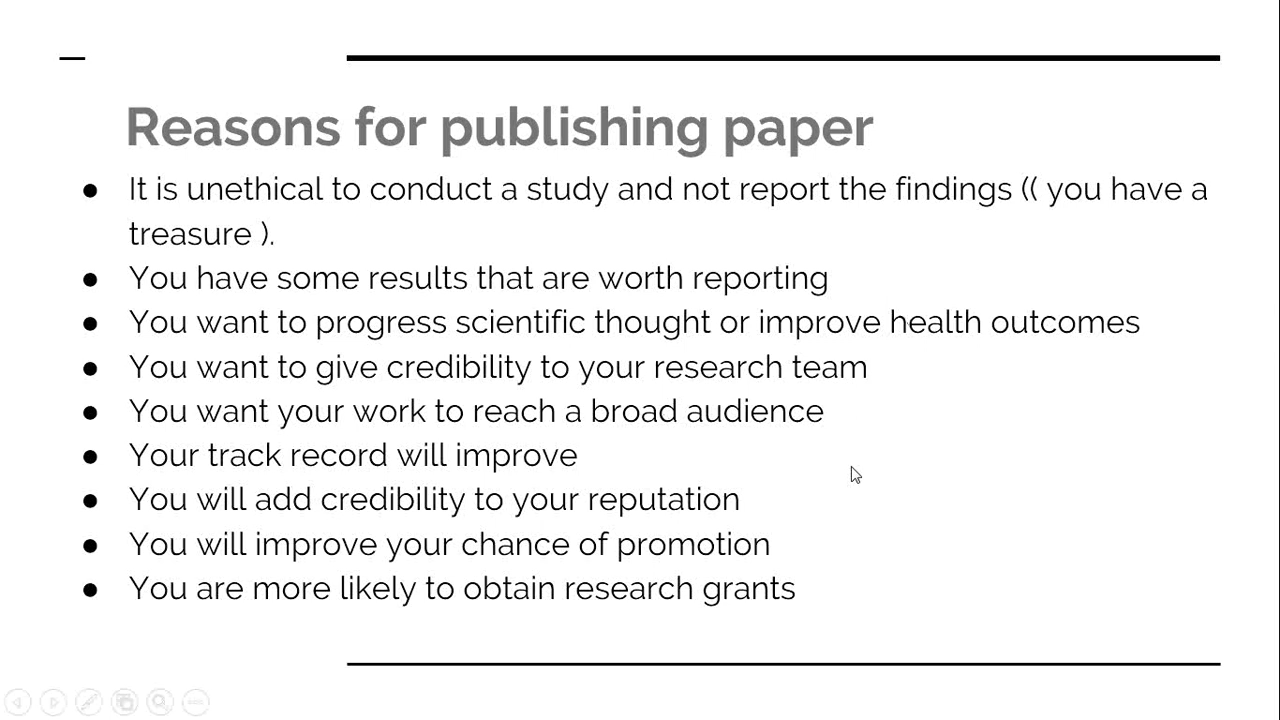 Reasons for publishing paper
● It is unethical to conduct a study and not report the findings (( you have a
treasure ).
● You have some results that are worth reporting
● You want to progress scientific thought or improve health outcomes
● You want to give credibility to your research team
● You want your work to reach a broad audience
● Your track record will improve
● You will add credibility to your reputation
● You will improve your chance of promotion
● You are more likely to obtain research grants